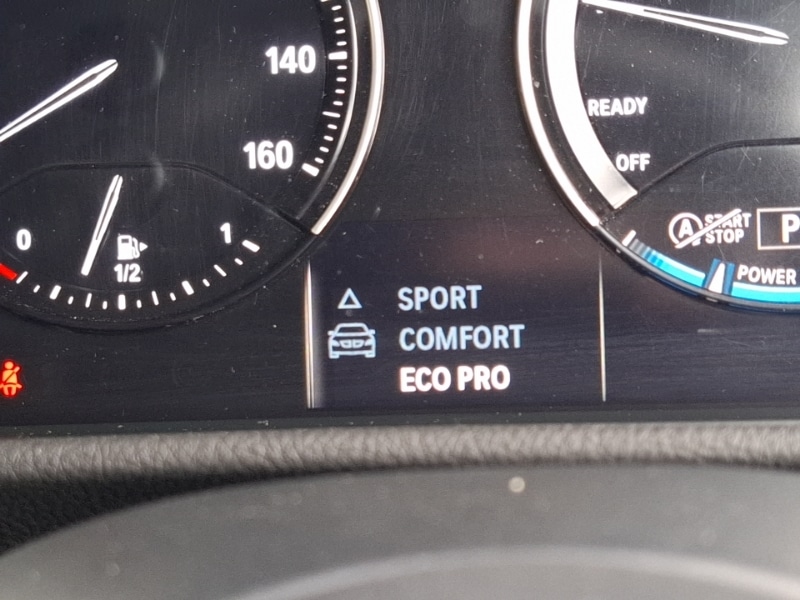 140
160
0
1/2
1
READY
OFF
A START
STOP
P
POWER
SPORT
COMFORT
ECO PRO